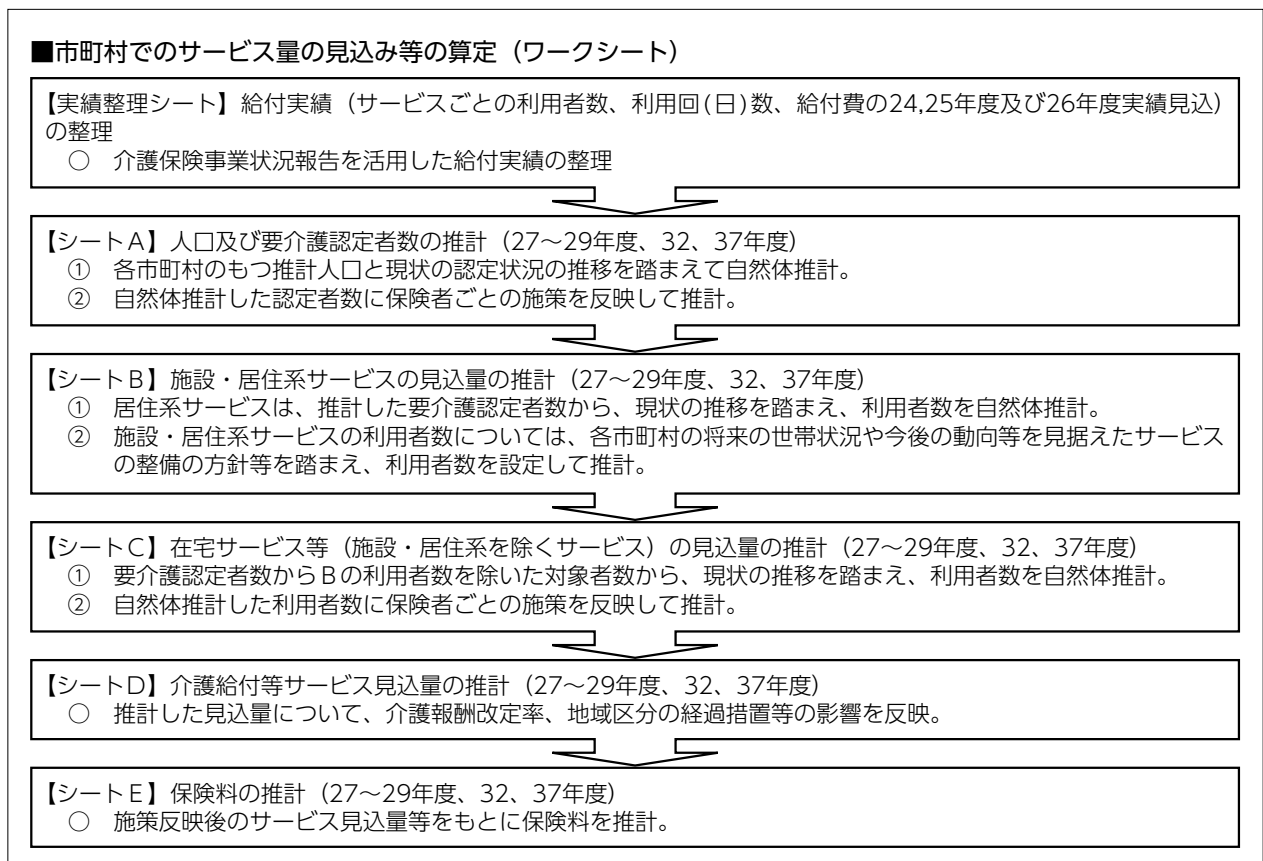 ■市町村でのサービス量の見込み等の算定（ワークシート）
【実績整理シート】給付実績（サービスごとの利用者数、利用回(日)数、給付費の24,25年度及び26年度実績見込）
の整理
○　介護保険事業状況報告を活用した給付実績の整理
【シートA】人口及び要介護認定者数の推計（27～29年度、32、37年度）
①　各市町村のもつ推計人口と現状の認定状況の推移を踏まえて自然体推計。
②　自然体推計した認定者数に保険者ごとの施策を反映して推計。
【シートB】施設・居住系サービスの見込量の推計（27～29年度、32、37年度）
①　居住系サービスは、推計した要介護認定者数から、現状の推移を踏まえ、利用者数を自然体推計。
②　施設・居住系サービスの利用者数については、各市町村の将来の世帯状況や今後の動向等を見据えたサービス
の整備の方針等を踏まえ、利用者数を設定して推計。
【シートC】在宅サービス等（施設・居住系を除くサービス）の見込量の推計（27～29年度、32、37年度）
①　要介護認定者数からBの利用者数を除いた対象者数から、現状の推移を踏まえ、利用者数を自然体推計。
②　自然体推計した利用者数に保険者ごとの施策を反映して推計。
【シートD】介護給付等サービス見込量の推計（27～29年度、32、37年度）
○　推計した見込量について、介護報酬改定率、地域区分の経過措置等の影響を反映。
【シートE】保険料の推計（27～29年度、32、37年度）
○　施策反映後のサービス見込量等をもとに保険料を推計。